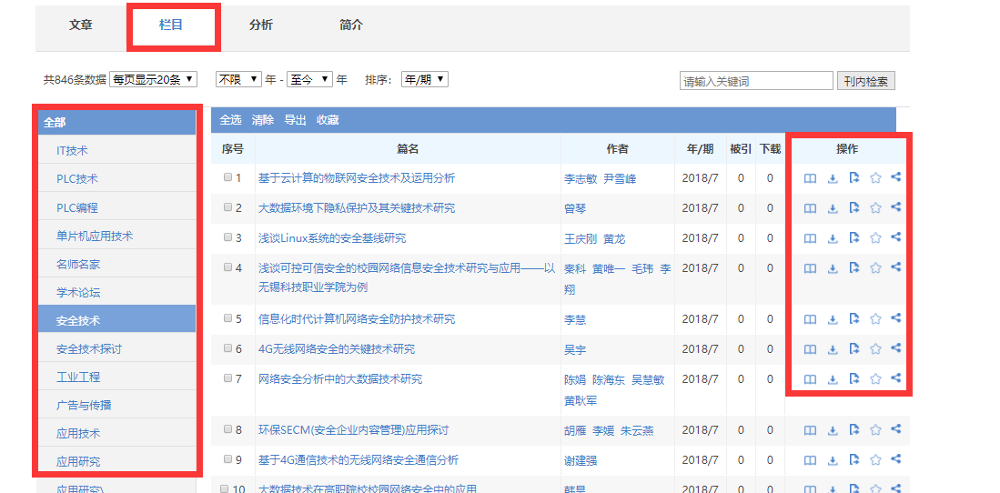 文章 栏目 分析 简介
共846条数据 每页显示20条 不限 年 - 至今 年 排序: 年/期 请输入关键词 刊内检索
全部
IT技术
PLC技术
PLC编程
单片机应用技术
名师名家
学术论坛
安全技术
安全技术探讨
工业工程
广告与传播
应用技术
应用研究
应用研究\
全选 清除 导出 收藏
序号 篇名 作者 年/期 被引 下载 操作
1 基于云计算的物联网安全技术及运用分析 李志敏 尹雪峰 2018/7 0 0
2 大数据环境下隐私保护及其关键技术研究 曾琴 2018/7 0 0
3 浅谈Linux系统的安全基线研究 王庆刚 黄龙 2018/7 0 0
4 浅谈可控可信安全的校园网络信息安全技术研究与应用——以 秦科 黄唯一 毛玮 李 2018/7 0 0
无锡科技职业学院为例 翔
5 信息化时代计算机网络安全防护技术研究 李慧 2018/7 0 0
6 4G无线网络安全的关键技术研究 吴宇 2018/7 0 0
7 网络安全分析中的大数据技术研究 陈娟 陈海东 吴慧敏 2018/7 0 0
黄耿军
8 环保SECM(安全企业内容管理)应用探讨 胡雁 李媛 朱云燕 2018/7 0 0
9 基于4G通信技术的无线网络安全通信分析 谢建强 2018/7 0 0
10 大数据技术在高职院校校园网络安全中的应用 韩昊 2018/7 0 0